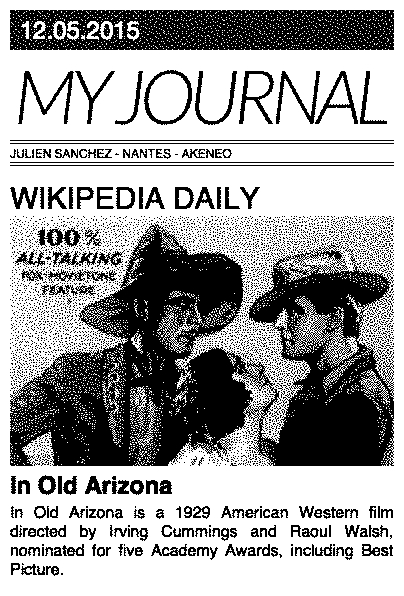 12.05.2015
MY JOURNAL
JULIEN SANCHEZ - NANTES - AKENEO
WIKIPEDIA DAILY
100 %
ALL-TALKING
FOX MOVIETONE
FEATURE
In Old Arizona
In Old Arizona is a 1929 American Western film
directed by Irving Cummings and Raoul Walsh,
nominated for five Academy Awards, including Best
Picture.